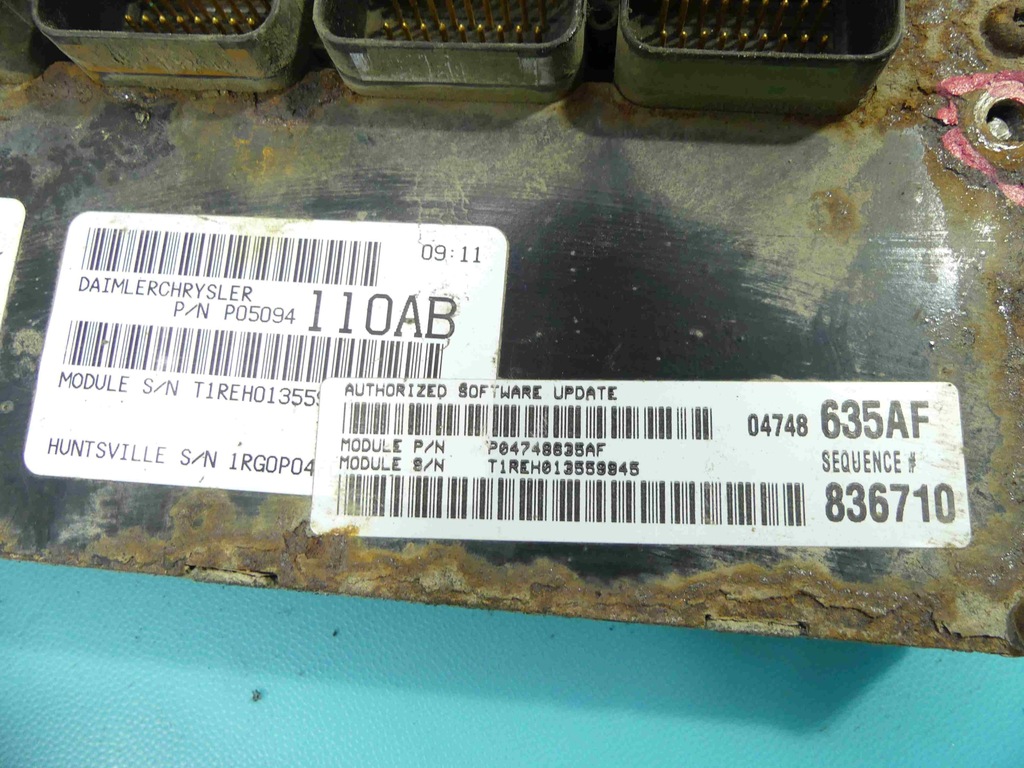 09:11
DAIMLERCHRYSLER
P/N P05094 110AB
MODULE S/N T1REH01355
HUNTSVILLE S/N 1RG0P04
AUTHORIZED SOFTWARE UPDATE
04748 635AF
MODULE P/N P04748635AF
MODULE S/N T1REH013559945
SEQUENCE #
836710